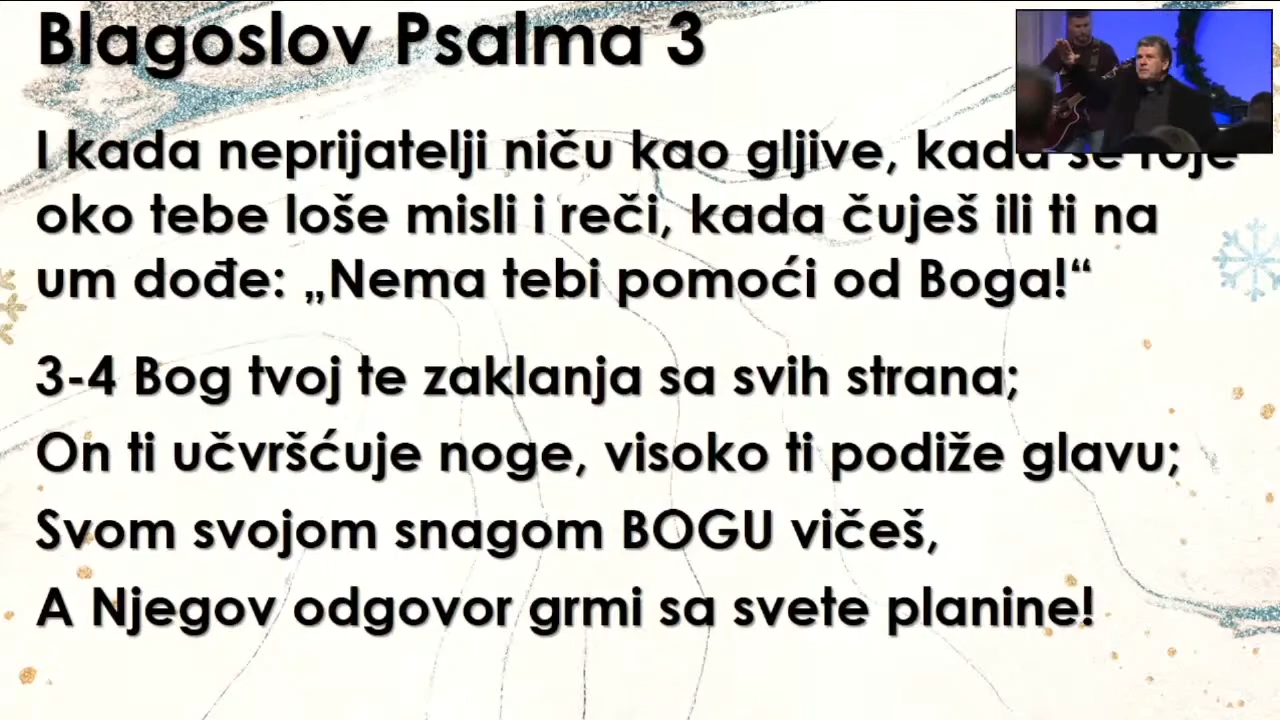 Blagoslov Psalma 3
I kada neprijatelji niču kao gljive, kada se roje
oko tebe loše misli i reči, kada čuješ ili ti na
um dođe: „Nema tebi pomoći od Boga!“
3-4 Bog tvoj te zaklanja sa svih strana;
On ti učvršćuje noge, visoko ti podiže glavu;
Svom svojom snagom BOGU vičeš,
A Njegov odgovor grmi sa svete planine!